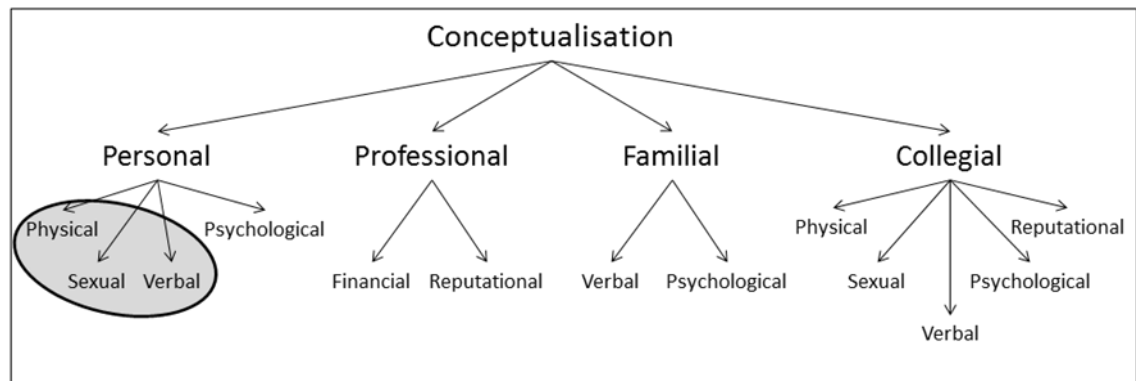 Conceptualisation
Personal Professional Familial Collegial
Physical Psychological Physical Reputational
Sexual Verbal Financial Reputational Verbal Psychological Sexual Psychological
Verbal